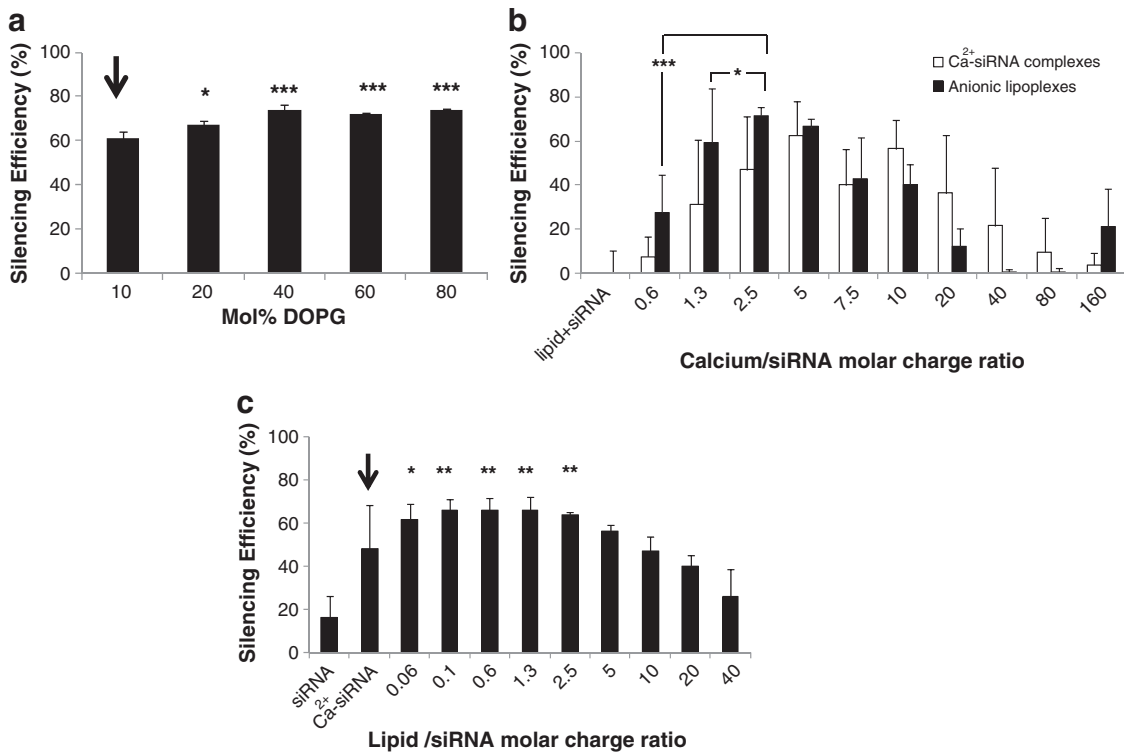 a
100
80
60
40
20
0
Silencing Efficiency (%)
* *** *** ***
10 20 40 60 80
Mol% DOPG
b
100
80
60
40
20
0
Silencing Efficiency (%)
***
*
2+
Ca-siRNA complexes
Anionic lipoplexes
lipid+siRNA 0.6 1.3 2.5 5 7.5 10 20 40 80 160
Calcium/siRNA molar charge ratio
c
100
80
60
40
20
0
Silencing Efficiency (%)
* ** ** ** **
siRNA
2+
Ca-siRNA 0.06 0.1 0.6 1.3 2.5 5 10 20 40
Lipid /siRNA molar charge ratio